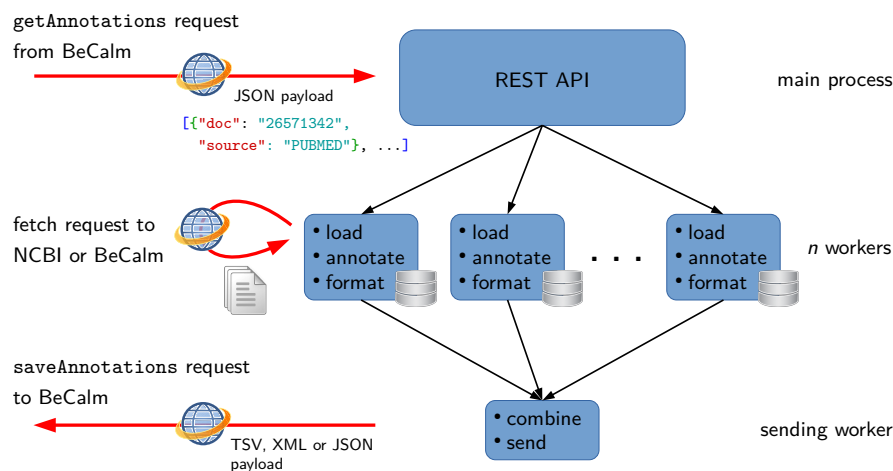 getAnnotations request
from BeCalm
JSON payload
[{"doc": "26571342",
"source": "PUBMED"}, ...]
REST API
main process
fetch request to
NCBI or BeCalm
• load
• annotate
• format
• load
• annotate
• format
. . .
• load
• annotate
• format
n workers
saveAnnotations request
to BeCalm
TSV, XML or JSON
payload
• combine
• send
sending worker